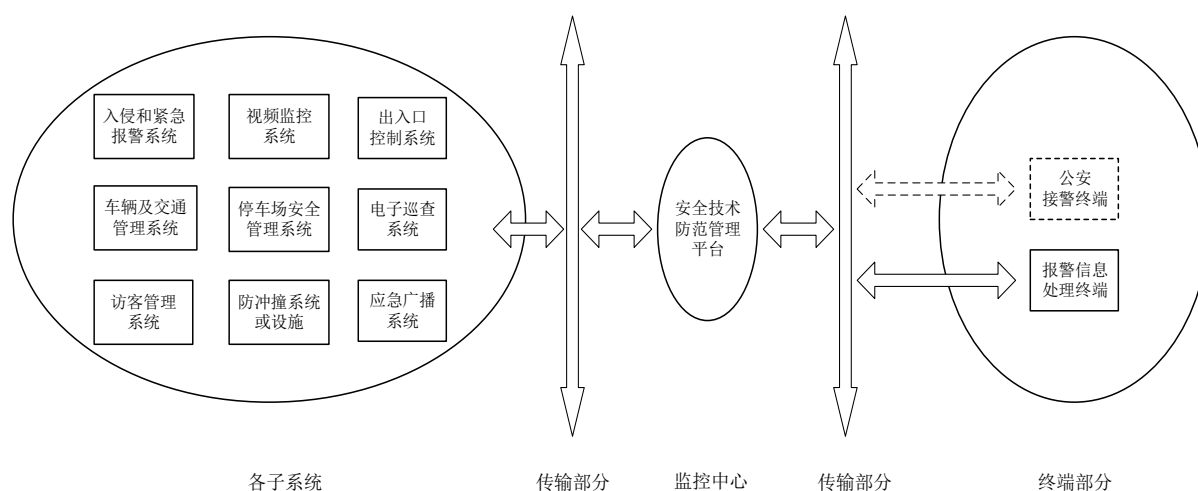 入侵和紧急
报警系统
视频监控
系统
出入口
控制系统
车辆及交通
管理系统
停车场安全
管理系统
电子巡查
系统
访客管理
系统
防冲撞系统
或设施
应急广播
系统
安全技术
防范管理
平台
公安
接警终端
报警信息
处理终端
各子系统
传输部分
监控中心
传输部分
终端部分